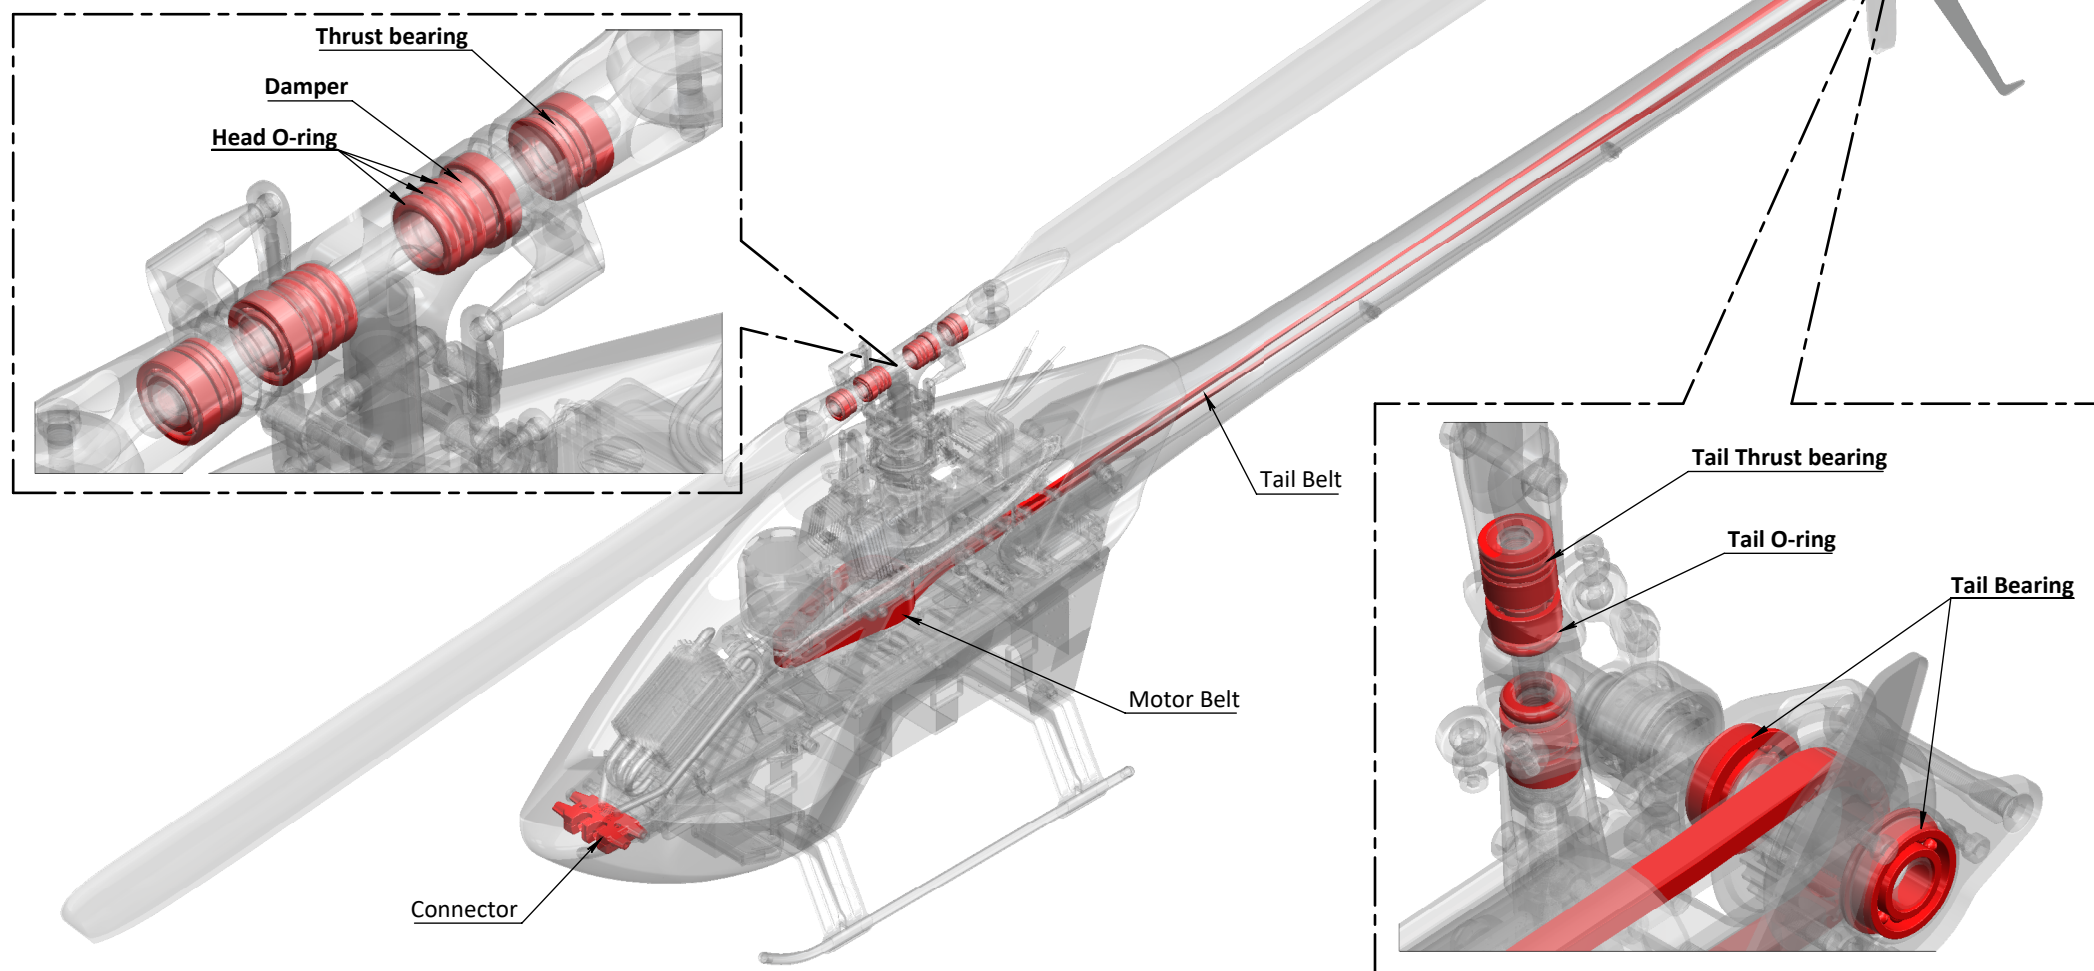 Thrust bearing
Damper
Head O-ring
Tail Belt
Tail Thrust bearing
Tail O-ring
Tail Bearing
Motor Belt
Connector